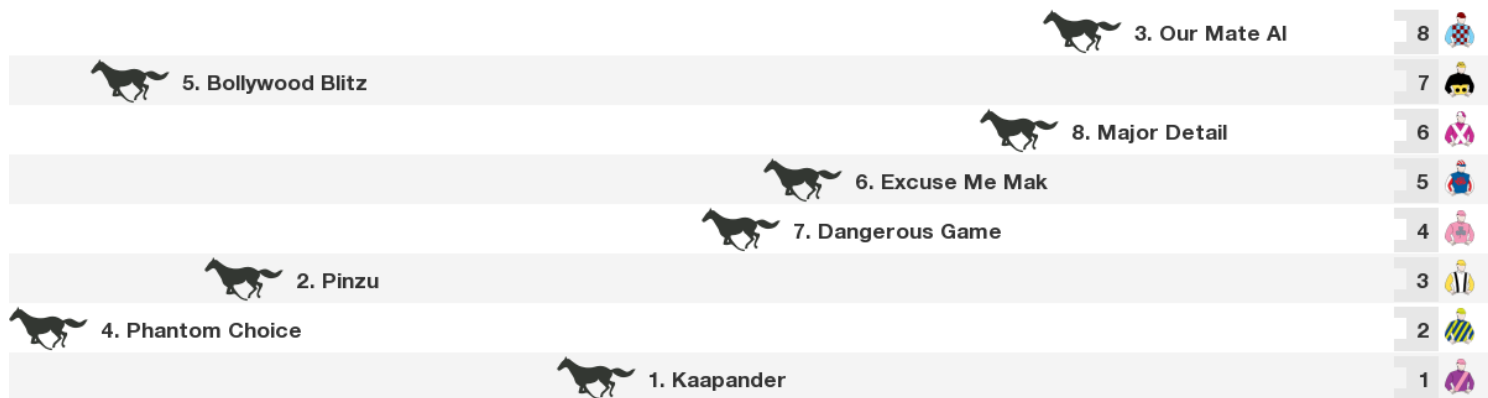 3. Our Mate Al 8
5. Bollywood Blitz 7
8. Major Detail 6
6. Excuse Me Mak 5
7. Dangerous Game 4
2. Pinzu 3
4. Phantom Choice 2
1. Kaapander 1